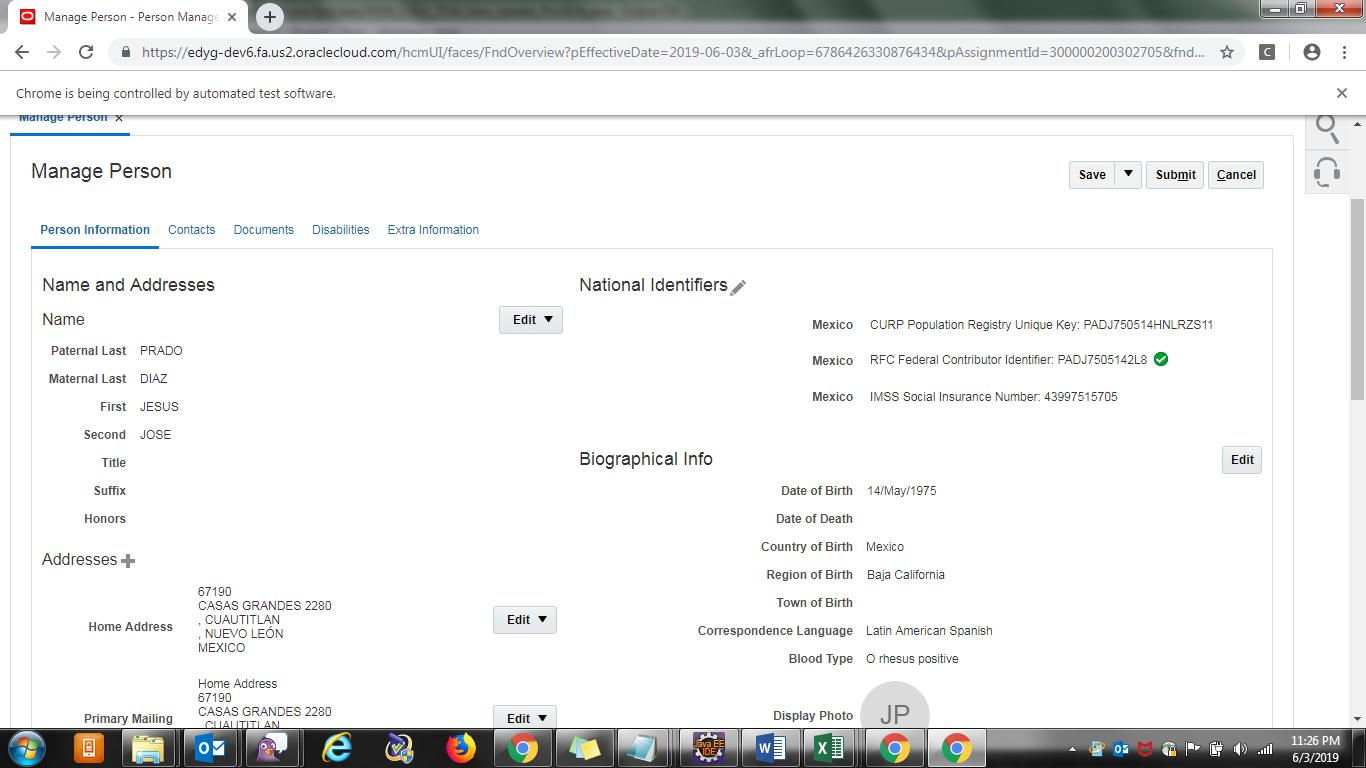 Manage Person - Person Manage
https://edyg-dev6.fa.us2.oraclecloud.com/hcmUI/faces/FndOverview?pEffectiveDate=2019-06-03&_afrLoop=6786426330876434&pAssignmentId=300000200302705&fnd...
Chrome is being controlled by automated test software.
Manage Person
Manage Person
Save
Submit
Cancel
Person Information
Contacts
Documents
Disabilities
Extra Information
Name and Addresses
Name
Edit
Paternal Last PRADO
Maternal Last DIAZ
First JESUS
Second JOSE
Title
Suffix
Honors
Addresses
Home Address
67190
CASAS GRANDES 2280
, CUAUTITLAN
, NUEVO LEÓN
MEXICO
Edit
Primary Mailing
Home Address
67190
CASAS GRANDES 2280
, CUAUTITLAN
Edit
National Identifiers
Mexico CURP Population Registry Unique Key: PADJ750514HNLRZS11
Mexico RFC Federal Contributor Identifier: PADJ7505142L8
Mexico IMSS Social Insurance Number: 43997515705
Biographical Info
Edit
Date of Birth 14/May/1975
Date of Death
Country of Birth Mexico
Region of Birth Baja California
Town of Birth
Correspondence Language Latin American Spanish
Blood Type O rhesus positive
Display Photo JP
Java EE
IDE
11:26 PM
6/3/2019